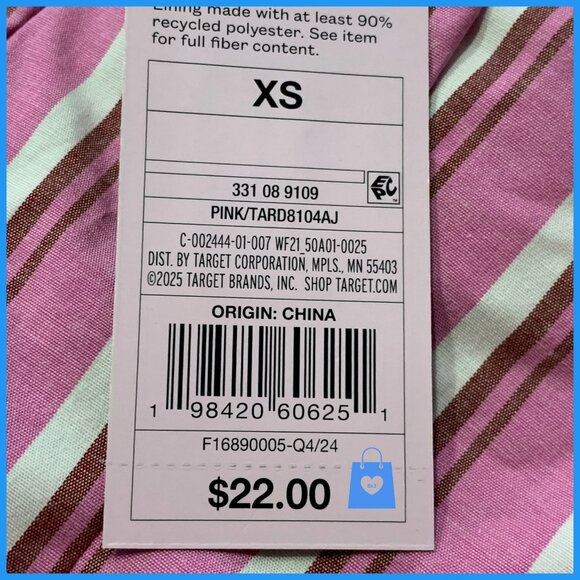 Lining made with at least 90%
recycled polyester. See item
for full fiber content.
XS
331 08 9109
EPC™
PINK/TARD8104AJ
C-002444-01-007 WF21_50A01-0025
DIST. BY TARGET CORPORATION, MPLS., MN 55403
©2025 TARGET BRANDS, INC. SHOP TARGET.COM
ORIGIN: CHINA
1 98420 60625 1
F16890005-Q4/24
$22.00